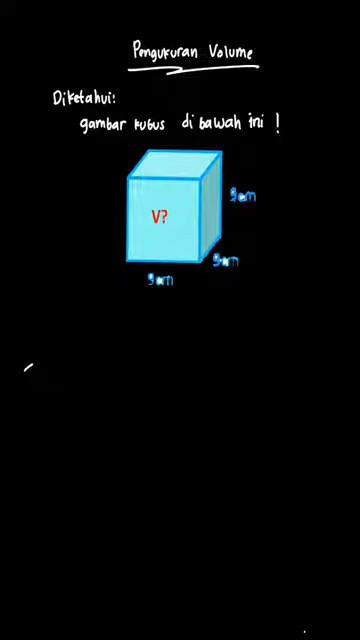 Pengukuran Volume
Diketahui:
gambar kubus di bawah ini !
V?
9cm
9cm
9cm